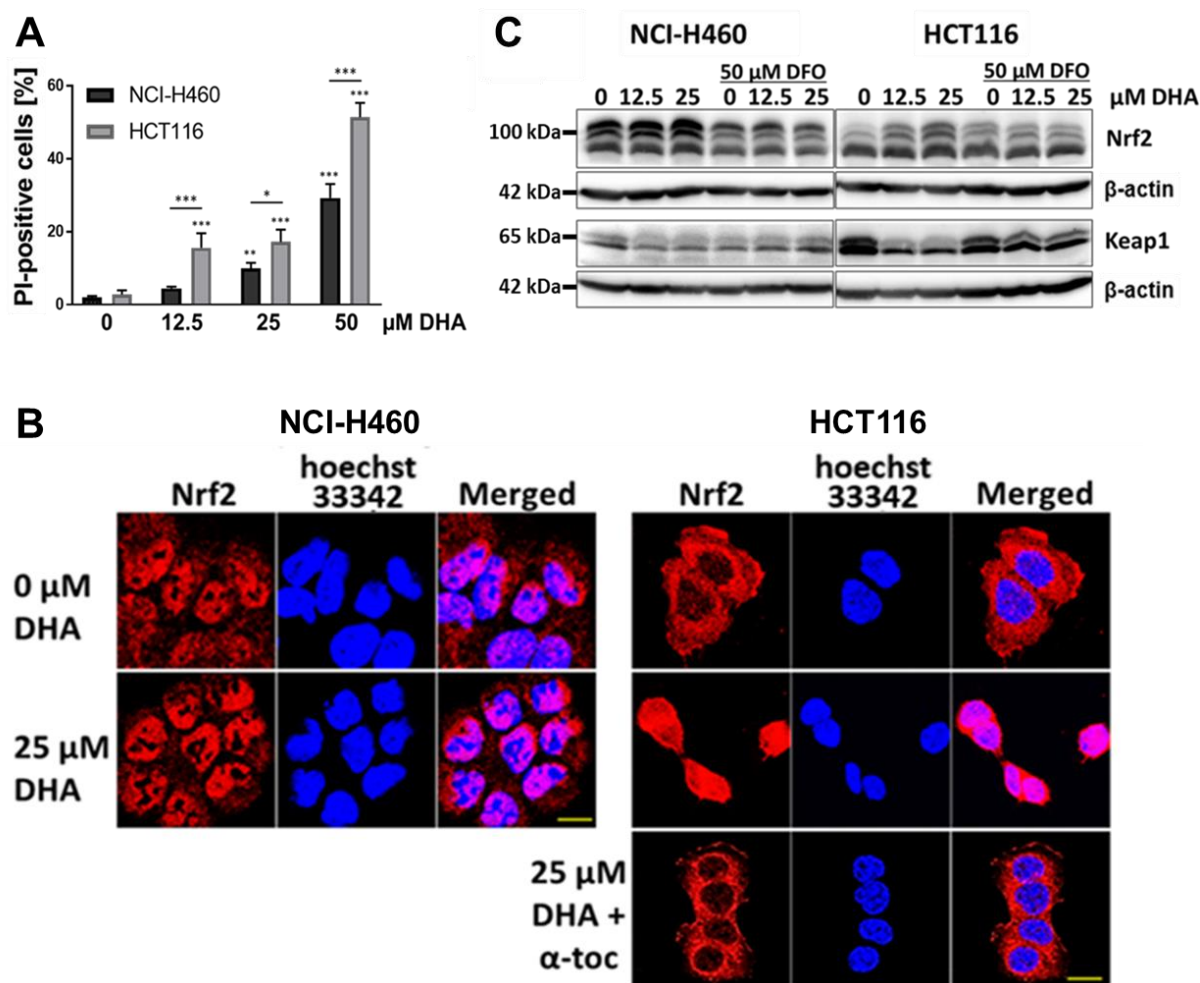 A
PI-positive cells [%]
60
40
20
0
NCI-H460
HCT116
***
***
***
***
*
***
**
***
***
0 12.5 25 50 µM DHA
C
NCI-H460 HCT116
50 µM DFO 50 µM DFO
0 12.5 25 0 12.5 25 0 12.5 25 0 12.5 25 µM DHA
100 kDa Nrf2
42 kDa β-actin
65 kDa Keap1
42 kDa β-actin
B
NCI-H460 HCT116
Nrf2 hoechst 33342 Merged Nrf2 hoechst 33342 Merged
0 µM
DHA
25 µM
DHA
25 µM
DHA +
α-toc